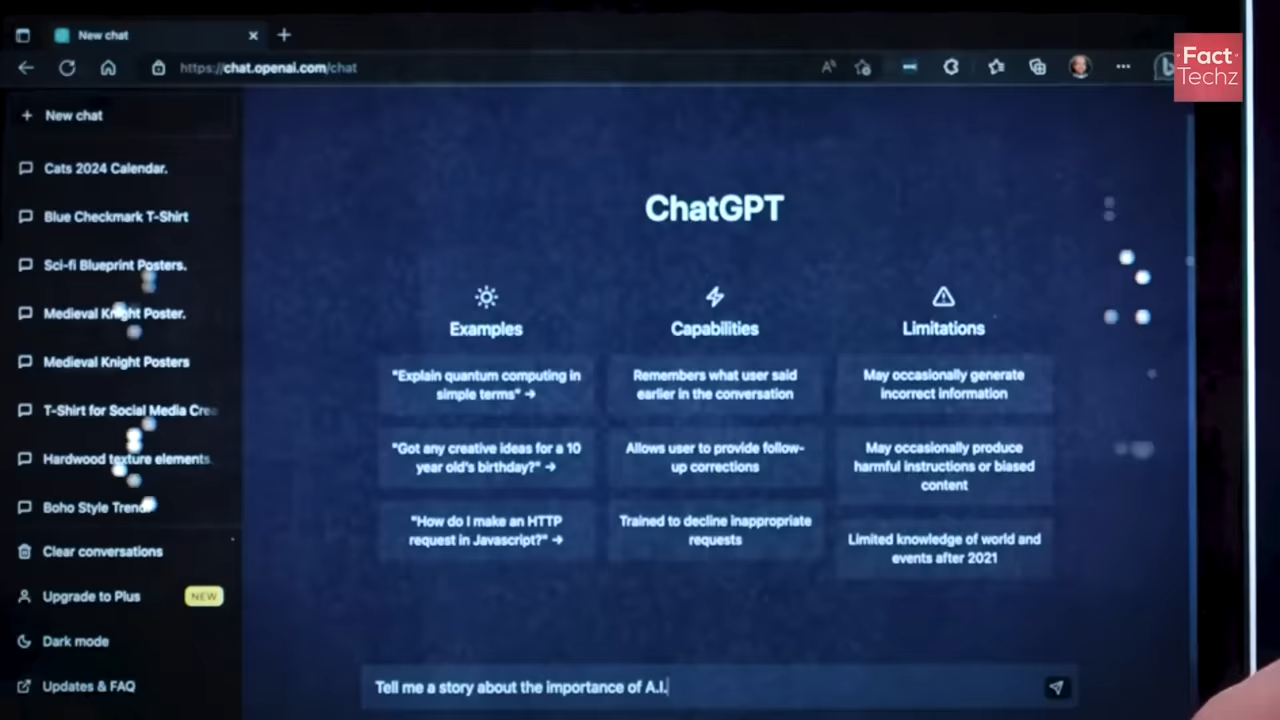 New chat
https://chat.openai.com/chat
Fact
Techz
New chat
Cats 2024 Calendar.
Blue Checkmark T-Shirt
Sci-fi Blueprint Posters.
Medieval Knight Poster.
Medieval Knight Posters
T-Shirt for Social Media Crea
Hardwood texture elements.
Boho Style Trend
Clear conversations
Upgrade to Plus
NEW
Dark mode
Updates & FAQ
ChatGPT
Examples
"Explain quantum computing in
simple terms" →
"Got any creative ideas for a 10
year old's birthday?" →
"How do I make an HTTP
request in Javascript?" →
Capabilities
Remembers what user said
earlier in the conversation
Allows user to provide follow-
up corrections
Trained to decline inappropriate
requests
Limitations
May occasionally generate
incorrect information
May occasionally produce
harmful instructions or biased
content
Limited knowledge of world and
events after 2021
Tell me a story about the importance of A.I.